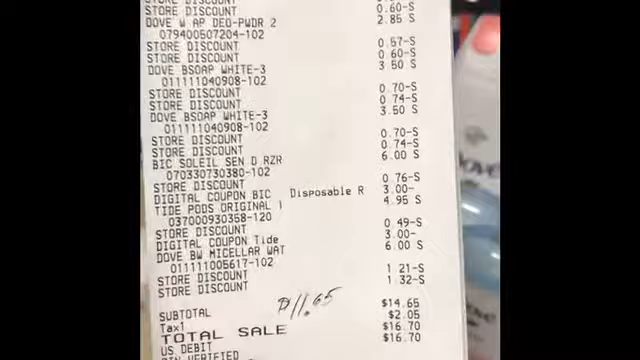 STORE DISCOUNT 0.60-S
DOVE W AP DEO-PWDR 2 2.85 S
079400507204-102
STORE DISCOUNT 0.57-S
STORE DISCOUNT 0.60-S
DOVE BSOAP WHITE-3 3.50 S
011111040908-102
STORE DISCOUNT 0.70-S
STORE DISCOUNT 0.74-S
DOVE BSOAP WHITE-3 3.50 S
011111040908-102
STORE DISCOUNT 0.70-S
STORE DISCOUNT 0.74-S
BIC SOLEIL SEN D RZR 6.00 S
070330730380-102
STORE DISCOUNT 0.76-S
DIGITAL COUPON BIC Disposable R 3.00-
TIDE PODS ORIGINAL 1 4.95 S
037000930358-120
STORE DISCOUNT 0.49-S
DIGITAL COUPON Tide 3.00-
DOVE BW MICELLAR WAT 6.00 S
011111005617-102
STORE DISCOUNT 1.21-S
STORE DISCOUNT 1.32-S
$11.65
SUBTOTAL $14.65
Tax1 $2.05
TOTAL SALE $16.70
US DEBIT $16.70
PIN VERIFIED